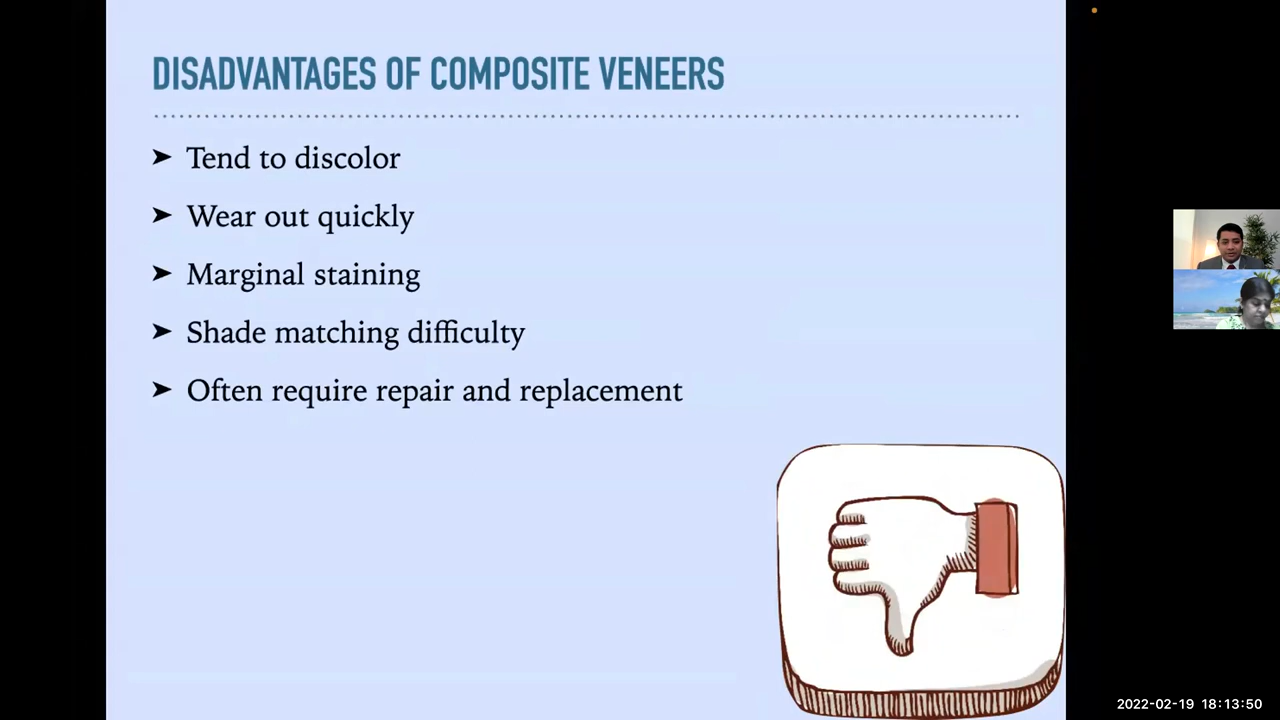 DISADVANTAGES OF COMPOSITE VENEERS
➤ Tend to discolor
➤ Wear out quickly
➤ Marginal staining
➤ Shade matching difficulty
➤ Often require repair and replacement
2022-02-19 18:13:50